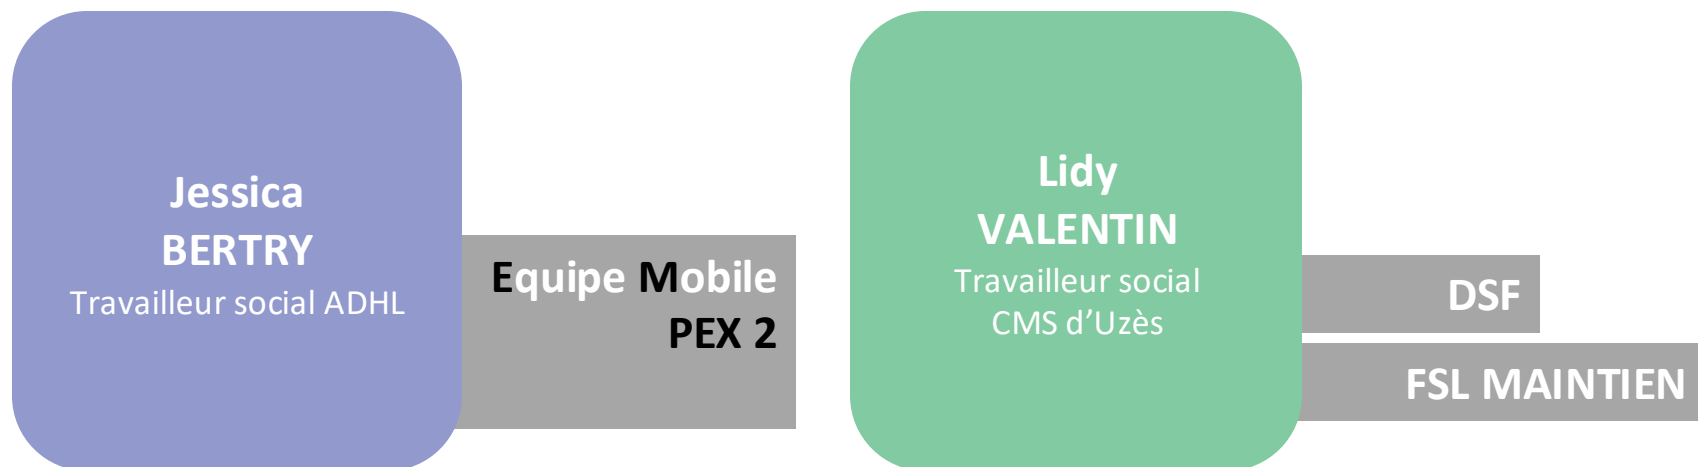 Jessica
BERTRY
Travailleur social ADHL
Equipe Mobile
PEX 2
Lidy
VALENTIN
Travailleur social
CMS d’Uzès
DSF
FSL MAINTIEN